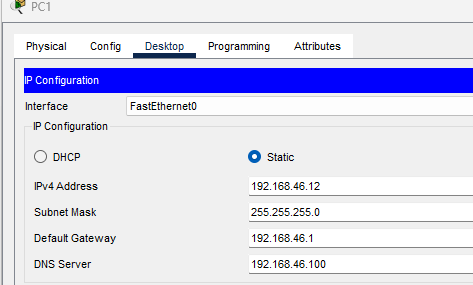 PC1
Physical Config Desktop Programming Attributes
IP Configuration
Interface FastEthernet0
IP Configuration
DHCP Static
IPv4 Address 192.168.46.12
Subnet Mask 255.255.255.0
Default Gateway 192.168.46.1
DNS Server 192.168.46.100